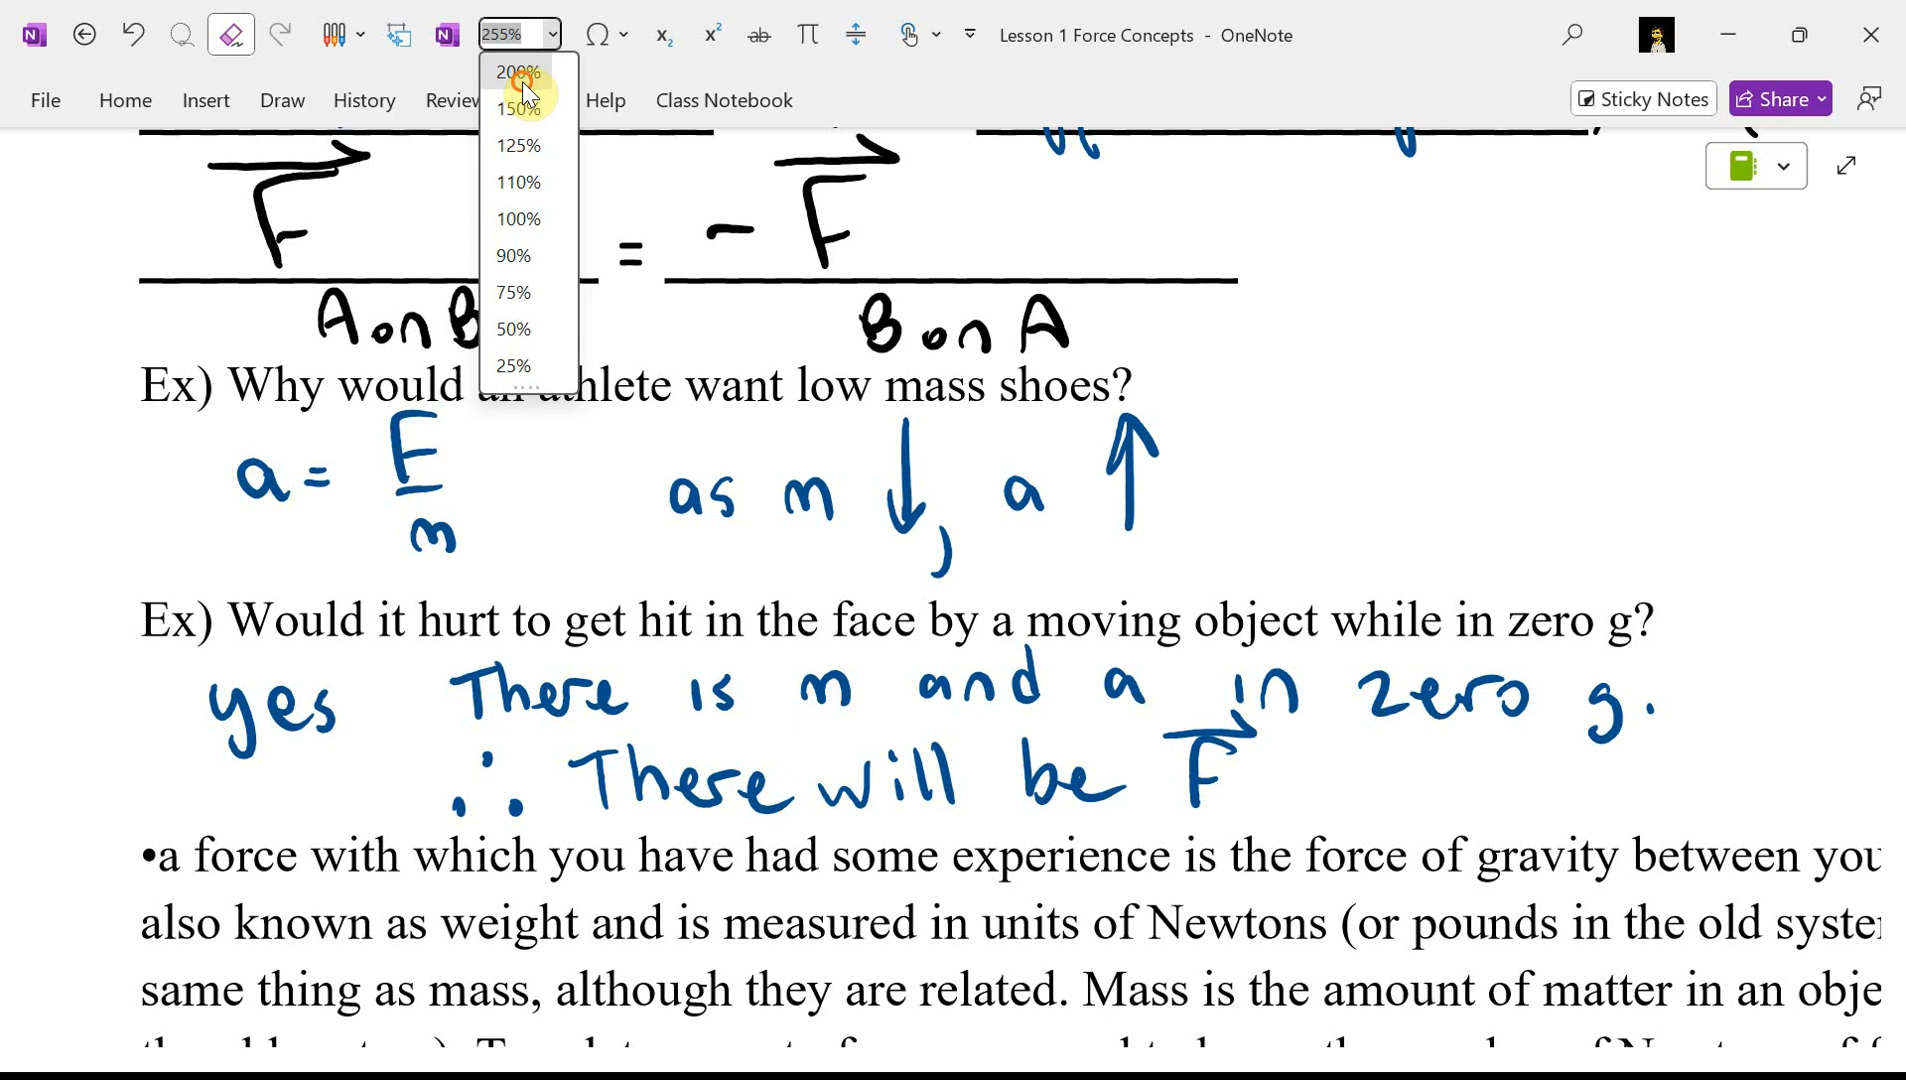 255%
Lesson 1 Force Concepts - OneNote
200%
150%
125%
110%
100%
90%
75%
50%
25%
File Home Insert Draw History Review Help Class Notebook
Sticky Notes Share
F = - F
A on B B on A
Ex) Why would an athlete want low mass shoes?
a = F/m as m ↓, a ↑
Ex) Would it hurt to get hit in the face by a moving object while in zero g?
yes There is m and a in zero g.
∴ There will be F
•a force with which you have had some experience is the force of gravity between you
also known as weight and is measured in units of Newtons (or pounds in the old
same thing as mass, although they are related. Mass is the amount of matter in an